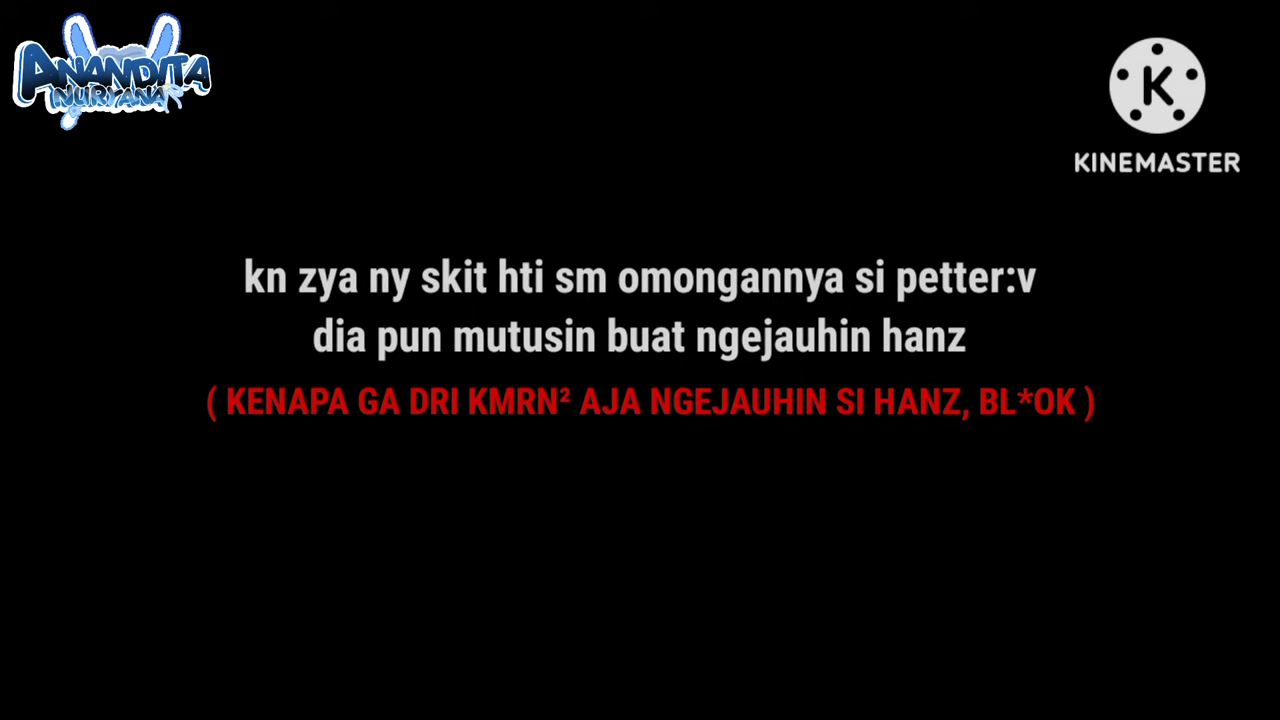 ANANDITA
NURYANA
K
KINEMASTER
kn zya ny skit hti sm omongannya si petter:v
dia pun mutusin buat ngejauhin hanz
( KENAPA GA DRI KMRN² AJA NGEJAUHIN SI HANZ, BL*OK )